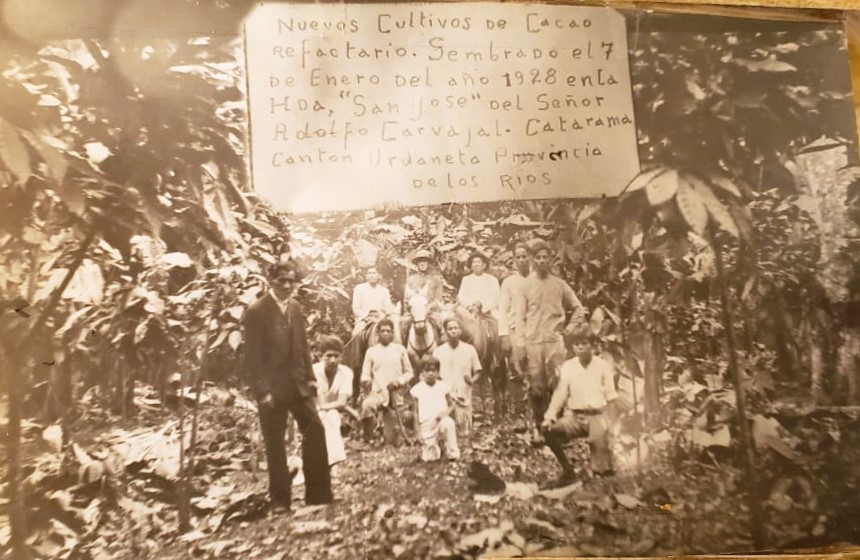 Nuevos Cultivos de Cacao
refactario. Sembrado el 7
de Enero del año 1928 en la
Hda, "San Jose" del Señor
Adolfo Carvajal. Catarama
Canton Urdaneta Provincia
de los Rios